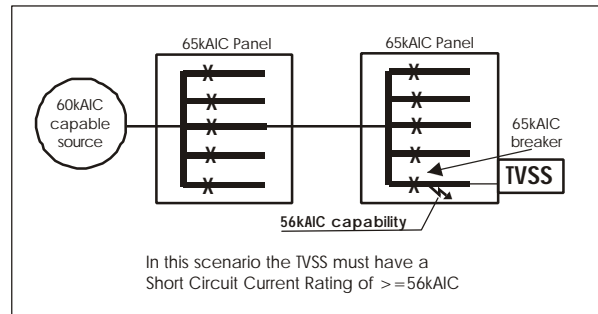 65kAIC Panel
65kAIC Panel
60kAIC
capable
source
65kAIC
breaker
TVSS
56kAIC capability
In this scenario the TVSS must have a
Short Circuit Current Rating of >=56kAIC